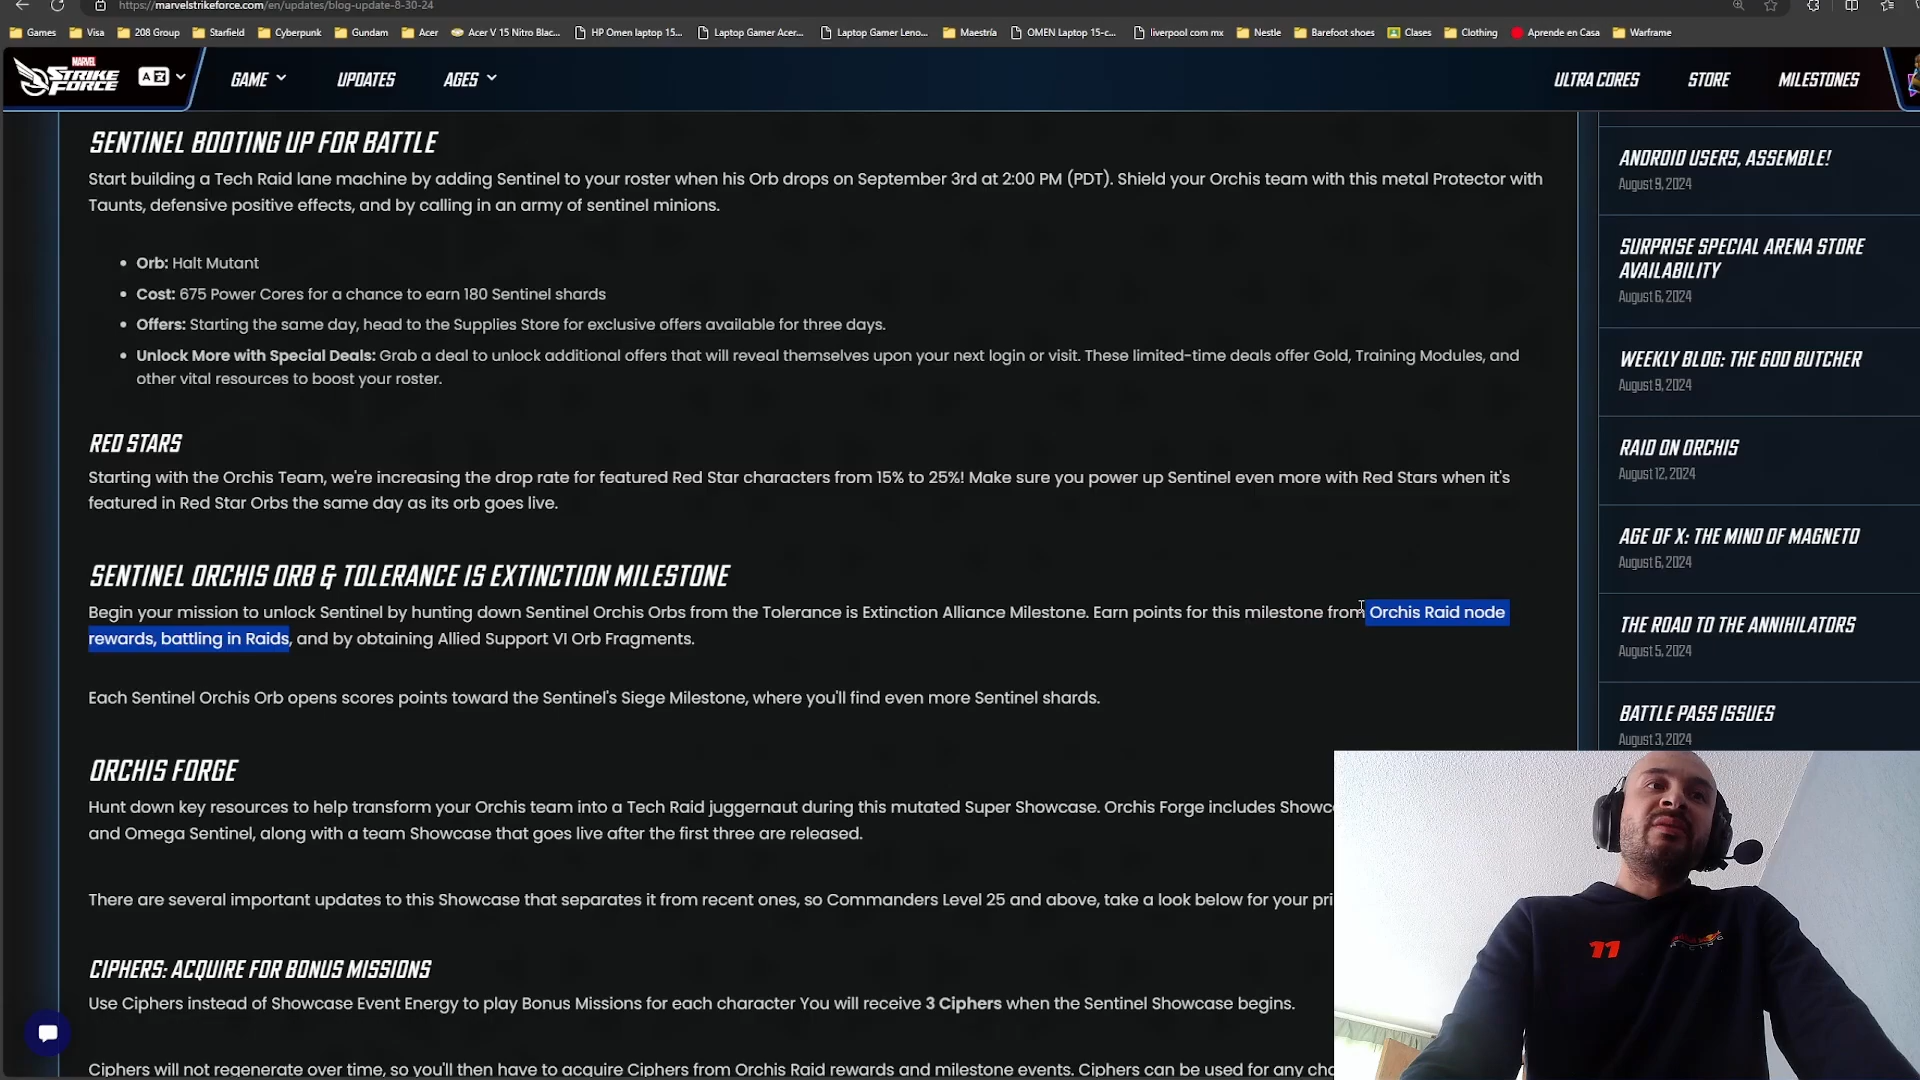 https://marvelstrikeforce.com/en/updates/blog-update-8-30-24
Games Visa 208 Group Starfield Cyberpunk Gundam Acer Acer V 15 Nitro Blac... HP Omen laptop 15... Laptop Gamer Acer... Laptop Gamer Leno... Maestría OMEN Laptop 15-c... liverpool com mx Nestle Barefoot shoes Clases Clothing Aprende en Casa Warframe
MARVEL STRIKE FORCE GAME UPDATES AGES ULTRA CORES STORE MILESTONES
SENTINEL BOOTING UP FOR BATTLE
Start building a Tech Raid lane machine by adding Sentinel to your roster when his Orb drops on September 3rd at 2:00 PM (PDT). Shield your Orchis team with this metal Protector with
Taunts, defensive positive effects, and by calling in an army of sentinel minions.
Orb: Halt Mutant
Cost: 675 Power Cores for a chance to earn 180 Sentinel shards
Offers: Starting the same day, head to the Supplies Store for exclusive offers available for three days.
Unlock More with Special Deals: Grab a deal to unlock additional offers that will reveal themselves upon your next login or visit. These limited-time deals offer Gold, Training Modules, and
other vital resources to boost your roster.
RED STARS
Starting with the Orchis Team, we're increasing the drop rate for featured Red Star characters from 15% to 25%! Make sure you power up Sentinel even more with Red Stars when it's
featured in Red Star Orbs the same day as its orb goes live.
SENTINEL ORCHIS ORB & TOLERANCE IS EXTINCTION MILESTONE
Begin your mission to unlock Sentinel by hunting down Sentinel Orchis Orbs from the Tolerance is Extinction Alliance Milestone. Earn points for this milestone from Orchis Raid node
rewards, battling in Raids, and by obtaining Allied Support VI Orb Fragments.
Each Sentinel Orchis Orb opens scores points toward the Sentinel's Siege Milestone, where you'll find even more Sentinel shards.
ORCHIS FORGE
Hunt down key resources to help transform your Orchis team into a Tech Raid juggernaut during this mutated Super Showcase. Orchis Forge includes Showc
and Omega Sentinel, along with a team Showcase that goes live after the first three are released.
There are several important updates to this Showcase that separates it from recent ones, so Commanders Level 25 and above, take a look below for your pri
CIPHERS: ACQUIRE FOR BONUS MISSIONS
Use Ciphers instead of Showcase Event Energy to play Bonus Missions for each character You will receive 3 Ciphers when the Sentinel Showcase begins.
Ciphers will not regenerate over time, so you'll then have to acquire Ciphers from Orchis Raid rewards and milestone events. Ciphers can be used for any cha
ANDROID USERS, ASSEMBLE!
August 9, 2024
SURPRISE SPECIAL ARENA STORE
AVAILABILITY
August 6, 2024
WEEKLY BLOG: THE GOD BUTCHER
August 9, 2024
RAID ON ORCHIS
August 12, 2024
AGE OF X: THE MIND OF MAGNETO
August 6, 2024
THE ROAD TO THE ANNIHILATORS
August 5, 2024
BATTLE PASS ISSUES
August 3, 2024
11